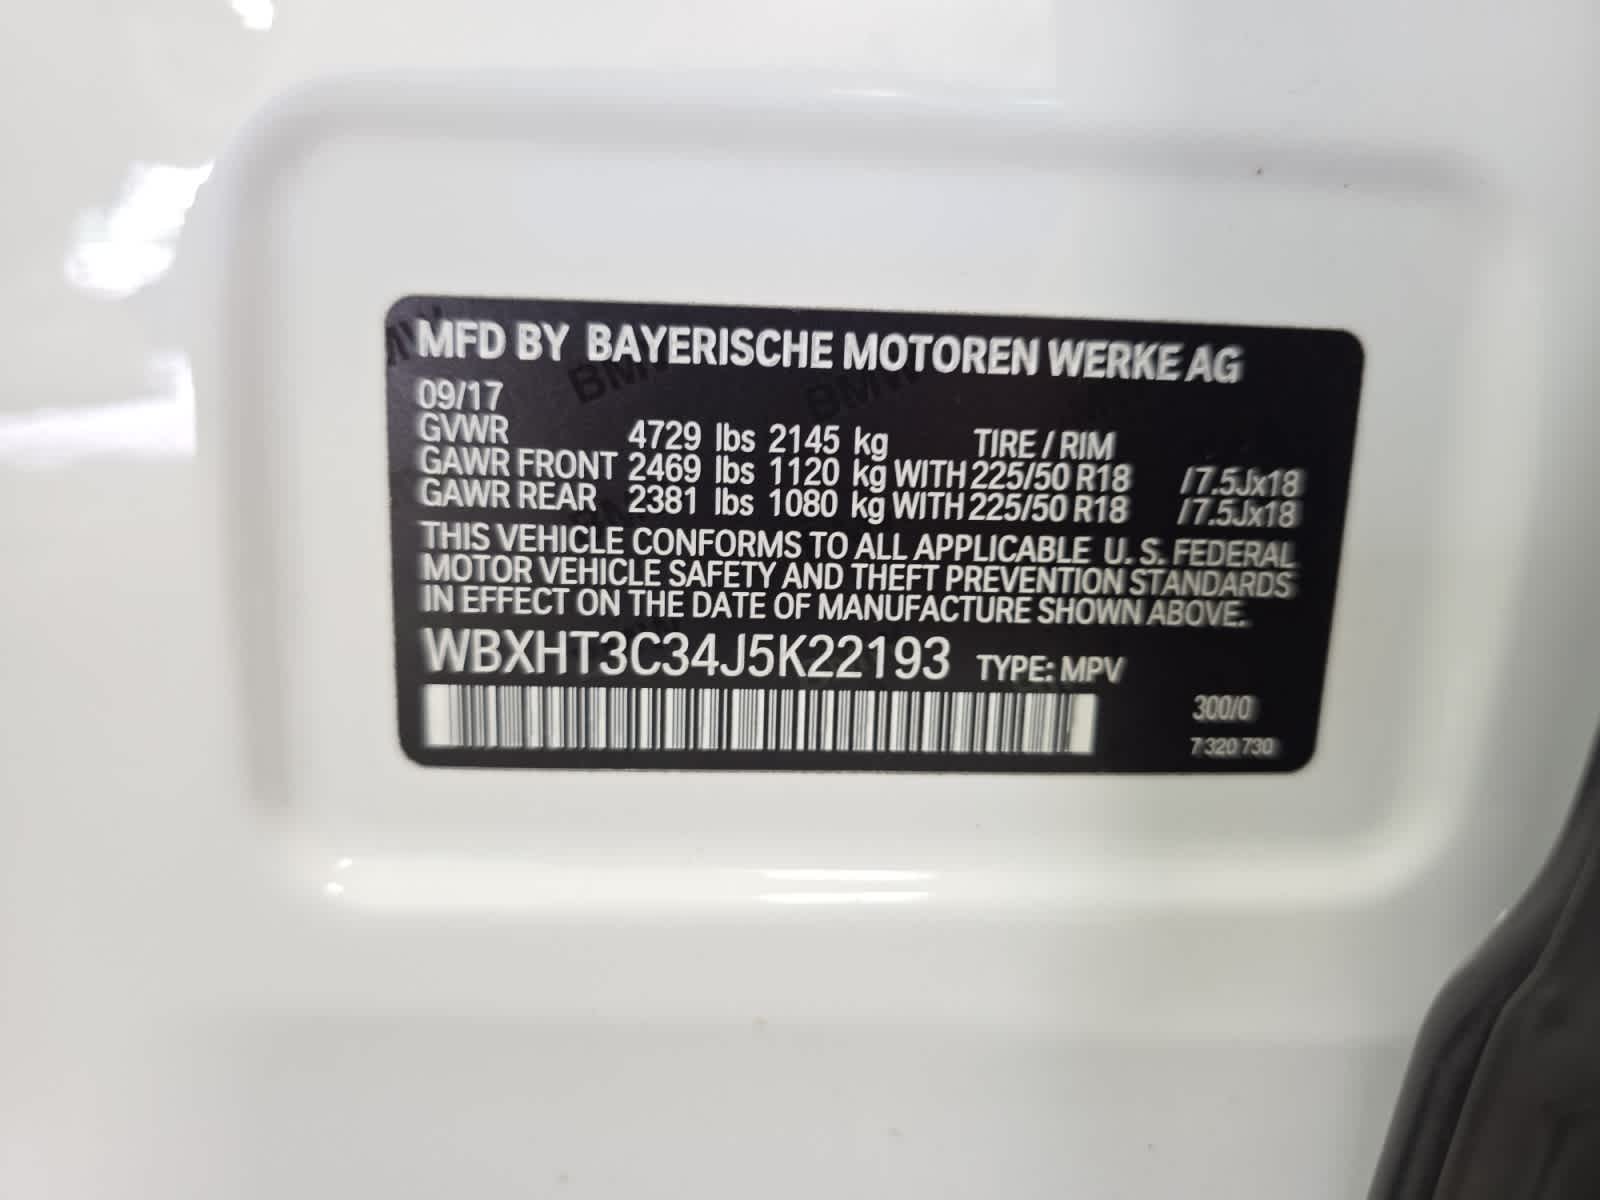 MFD BY BAYERISCHE MOTOREN WERKE AG
09/17
GVWR 4729 lbs 2145 kg TIRE / RIM
GAWR FRONT 2469 lbs 1120 kg WITH 225/50 R18 /7.5Jx18
GAWR REAR 2381 lbs 1080 kg WITH 225/50 R18 /7.5Jx18
THIS VEHICLE CONFORMS TO ALL APPLICABLE U. S. FEDERAL
MOTOR VEHICLE SAFETY AND THEFT PREVENTION STANDARDS
IN EFFECT ON THE DATE OF MANUFACTURE SHOWN ABOVE.
WBXHT3C34J5K22193 TYPE: MPV
300/0
7 320 730